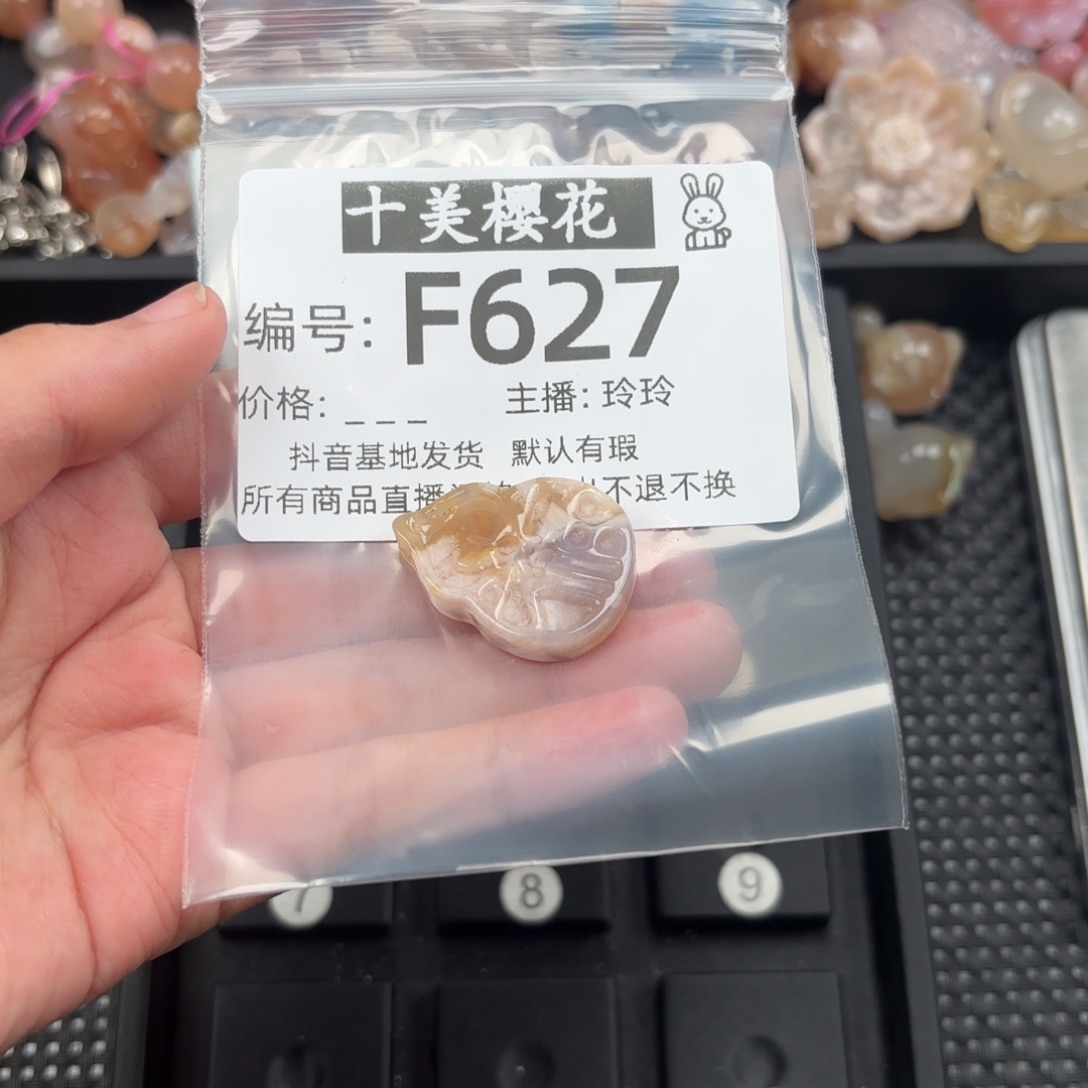 十美樱花
编号: F627
价格: _ _ _ 主播: 玲玲
抖音基地发货 默认有瑕
所有商品直播 不退不换
7 8 9